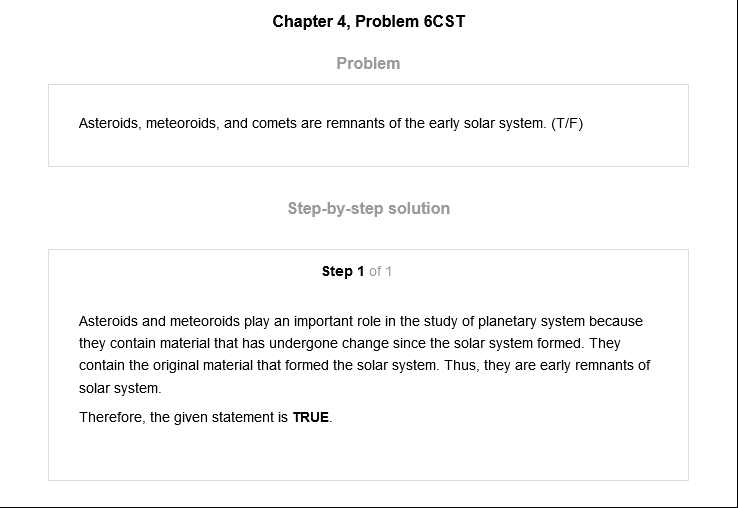 Chapter 4, Problem 6CST
Problem
Asteroids, meteoroids, and comets are remnants of the early solar system. (T/F)
Step-by-step solution
Step 1 of 1
Asteroids and meteoroids play an important role in the study of planetary system because
they contain material that has undergone change since the solar system formed. They
contain the original material that formed the solar system. Thus, they are early remnants of
solar system.
Therefore, the given statement is TRUE.